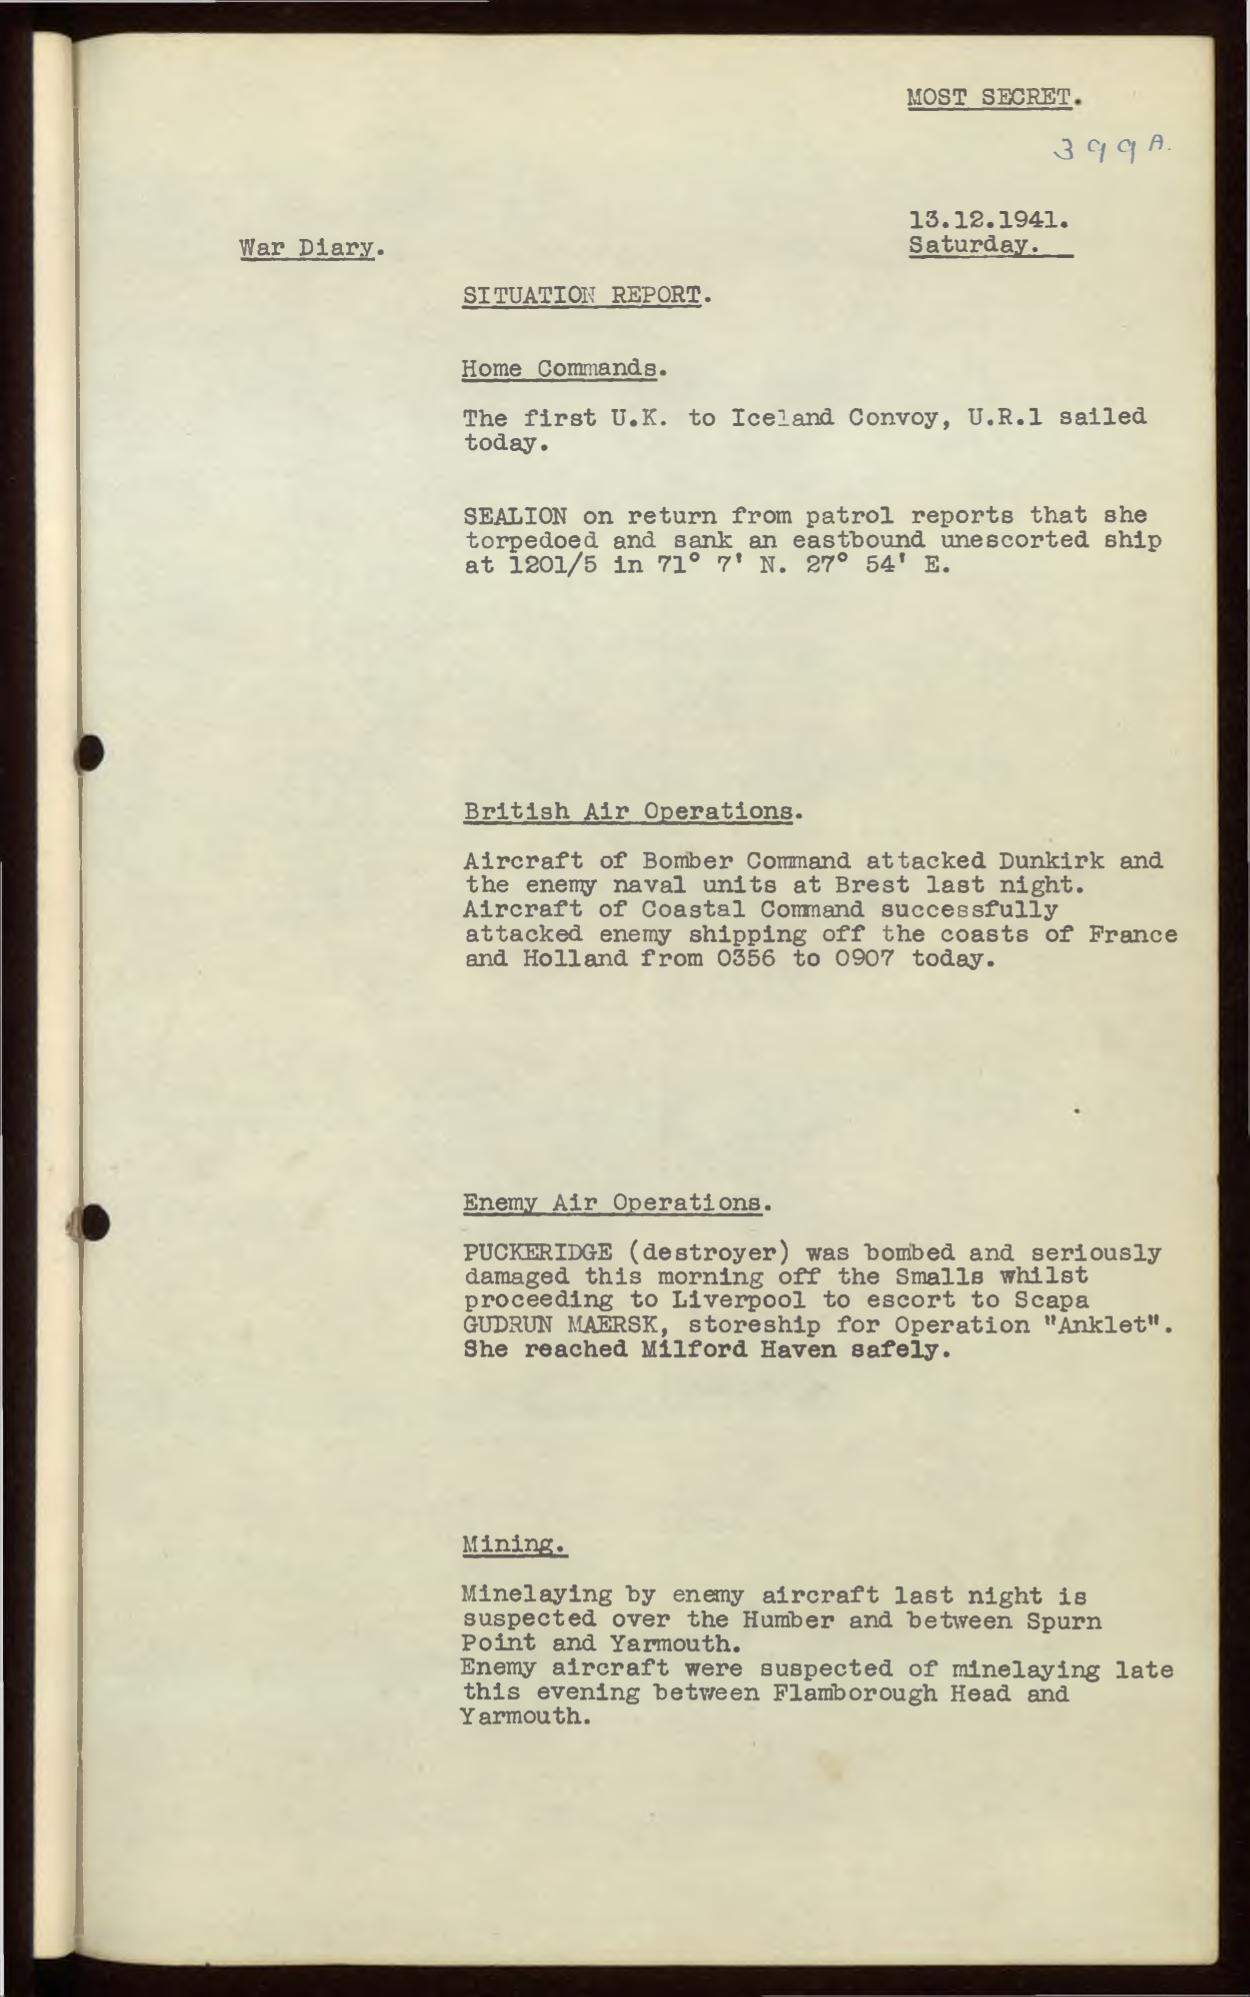 MOST SECRET.
399A.
13.12.1941.
War Diary.
Saturday.
SITUATION REPORT.
Home Commands.
The first U.K. to Iceland Convoy, U.R.1 sailed
today.
SEALION on return from patrol reports that she
torpedoed and sank an eastbound unescorted ship
at 1201/5 in 71° 7' N. 27° 54' E.
British Air Operations.
Aircraft of Bomber Command attacked Dunkirk and
the enemy naval units at Brest last night.
Aircraft of Coastal Command successfully
attacked enemy shipping off the coasts of France
and Holland from 0356 to 0907 today.
Enemy Air Operations.
PUCKERIDGE (destroyer) was bombed and seriously
damaged this morning off the Smalls whilst
proceeding to Liverpool to escort to Scapa
GUDRUN MAERSK, storeship for Operation "Anklet".
She reached Milford Haven safely.
Mining.
Minelaying by enemy aircraft last night is
suspected over the Humber and between Spurn
Point and Yarmouth.
Enemy aircraft were suspected of minelaying late
this evening between Flamborough Head and
Yarmouth.